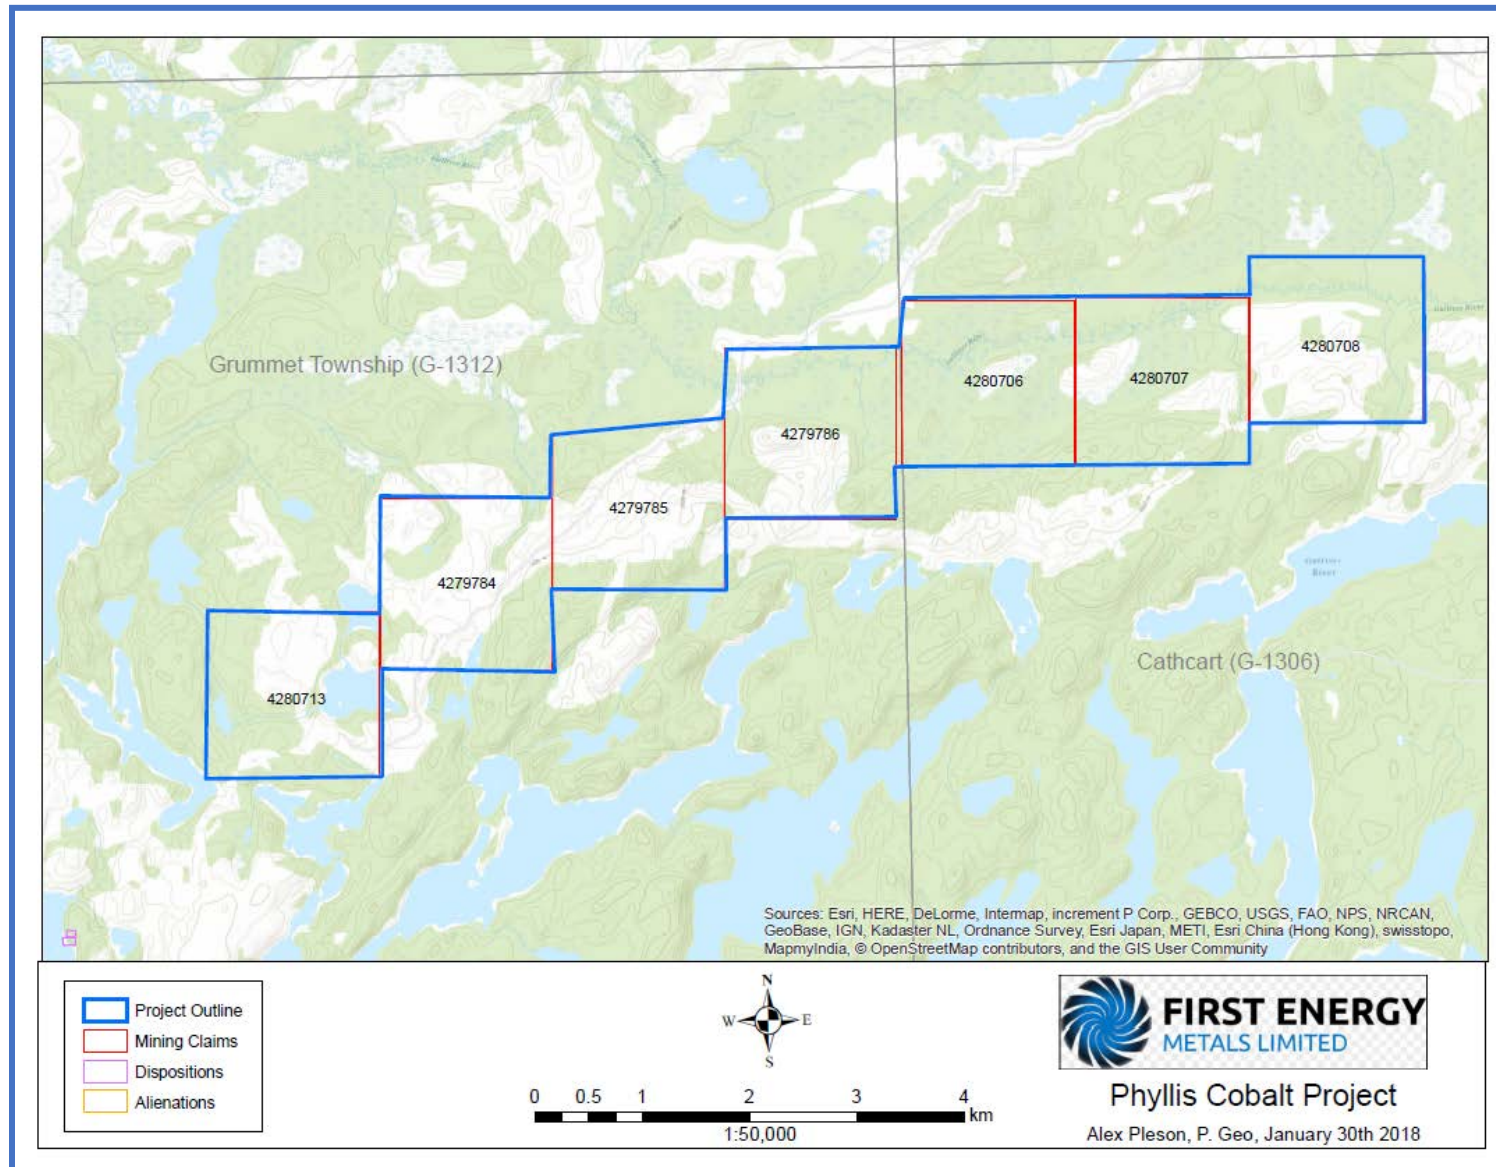 Grummet Township (G-1312)
4280708
4280706
4280707
4279786
4279785
4279784
4280713
River
Cathcart (G-1306)
Sources: Esri, HERE, DeLorme, Intermap, increment P Corp., GEBCO, USGS, FAO, NPS, NRCAN,
GeoBase, IGN, Kadaster NL, Ordnance Survey, Esri Japan, METI, Esri China (Hong Kong), swisstopo,
MapmyIndia, © OpenStreetMap contributors, and the GIS User Community
Project Outline
Mining Claims
Dispositions
Alienations
N
W E
S
0 0.5 1 2 3 4
km
1:50,000
FIRST ENERGY
METALS LIMITED
Phyllis Cobalt Project
Alex Pleson, P. Geo, January 30th 2018